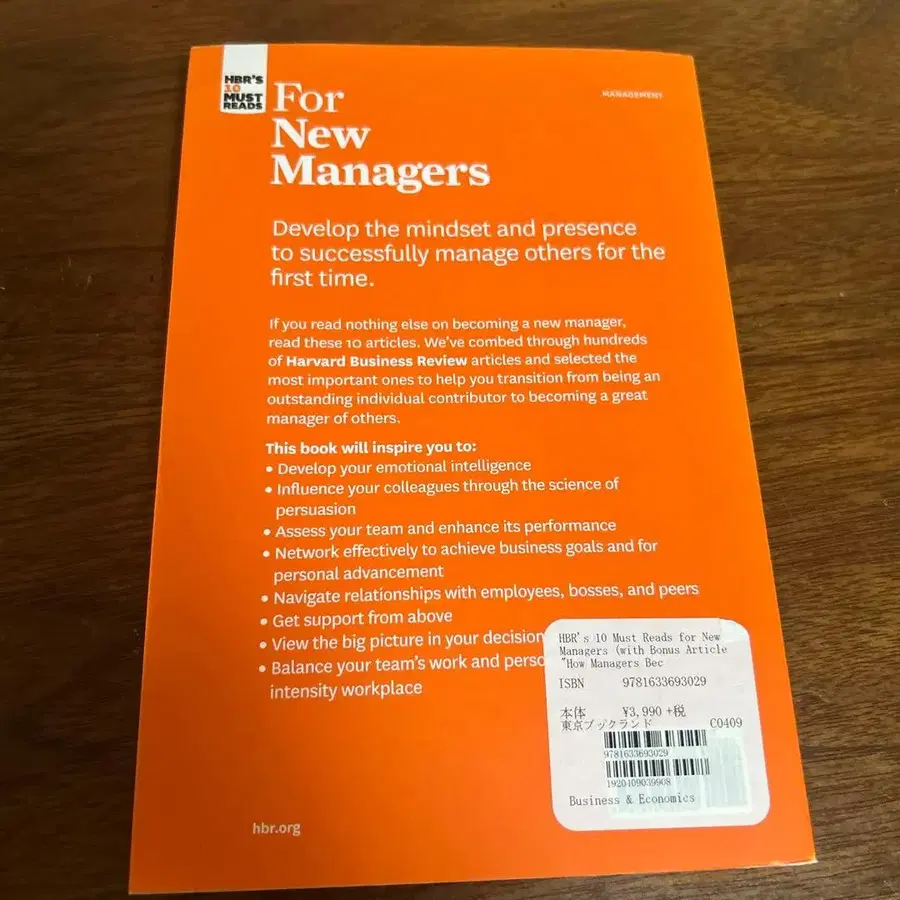 HBR'S
10
MUST
READS
For
New
Managers
MANAGEMENT
Develop the mindset and presence
to successfully manage others for the
first time.
If you read nothing else on becoming a new manager,
read these 10 articles. We've combed through hundreds
of Harvard Business Review articles and selected the
most important ones to help you transition from being an
outstanding individual contributor to becoming a great
manager of others.
This book will inspire you to:
• Develop your emotional intelligence
• Influence your colleagues through the science of
persuasion
• Assess your team and enhance its performance
• Network effectively to achieve business goals and for
personal advancement
• Navigate relationships with employees, bosses, and peers
• Get support from above
• View the big picture in your decision
• Balance your team's work and perso
intensity workplace
HBR's 10 Must Reads for New
Managers (with Bonus Article
"How Managers Bec
ISBN 9781633693029
本体 ¥3,990 +税
東京ブックランド C0409
9781633693029
1920409039908
Business & Economics
hbr.org